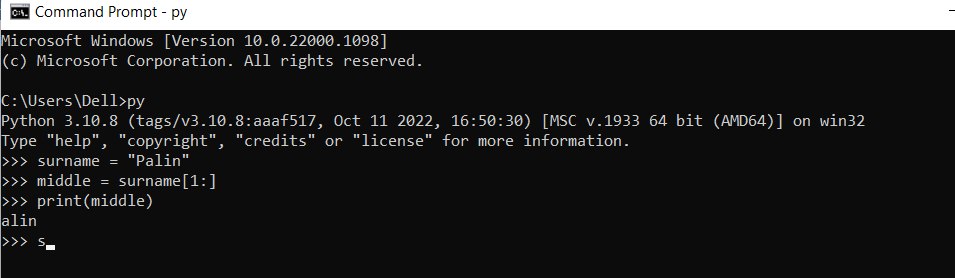 Command Prompt - py
Microsoft Windows [Version 10.0.22000.1098]
(c) Microsoft Corporation. All rights reserved.
C:\Users\Dell>py
Python 3.10.8 (tags/v3.10.8:aaaf517, Oct 11 2022, 16:50:30) [MSC v.1933 64 bit (AMD64)] on win32
Type "help", "copyright", "credits" or "license" for more information.
>>> surname = "Palin"
>>> middle = surname[1:]
>>> print(middle)
alin
>>> s